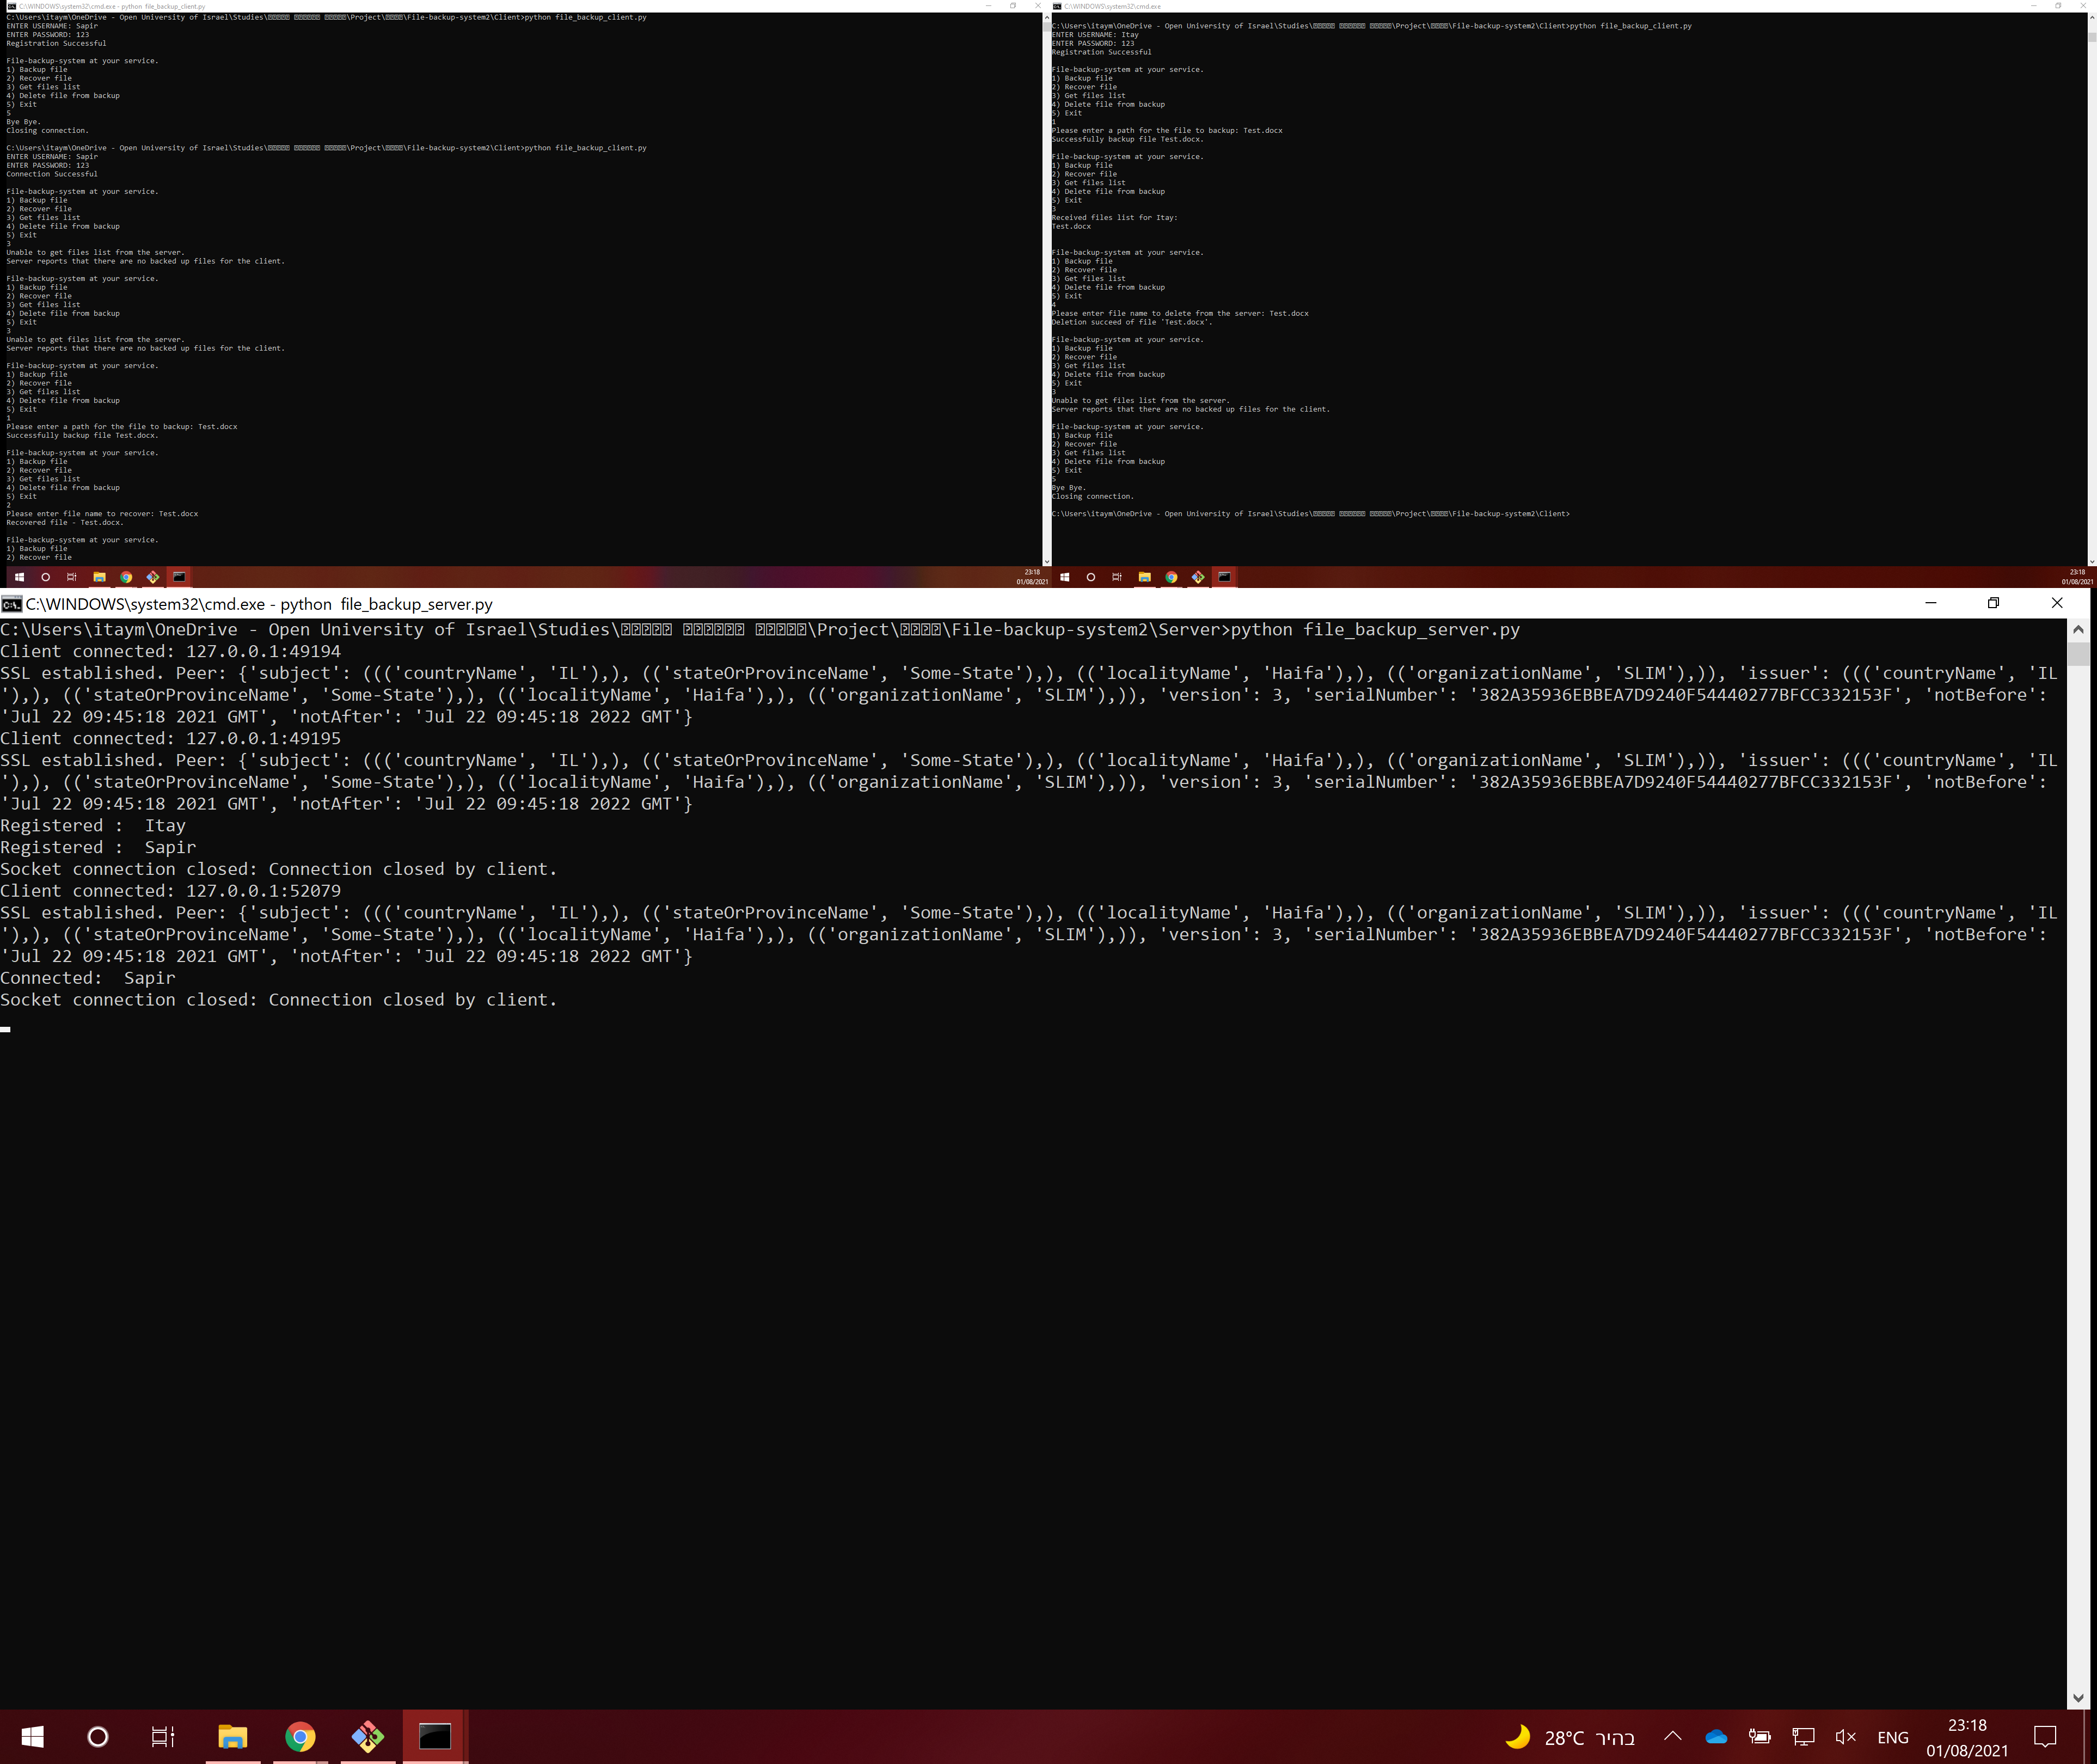 C:\WINDOWS\system32\cmd.exe - python file_backup_client.py
C:\Users\itaym\OneDrive - Open University of Israel\Studies\⍰⍰⍰⍰⍰ ⍰⍰⍰⍰⍰⍰ ⍰⍰⍰⍰⍰\Project\⍰⍰⍰⍰\File-backup-system2\Client>python file_backup_client.py
ENTER USERNAME: Sapir
ENTER PASSWORD: 123
Registration Successful
File-backup-system at your service.
1) Backup file
2) Recover file
3) Get files list
4) Delete file from backup
5) Exit
5
Bye Bye.
Closing connection.
C:\Users\itaym\OneDrive - Open University of Israel\Studies\⍰⍰⍰⍰⍰ ⍰⍰⍰⍰⍰⍰ ⍰⍰⍰⍰⍰\Project\⍰⍰⍰⍰\File-backup-system2\Client>python file_backup_client.py
ENTER USERNAME: Sapir
ENTER PASSWORD: 123
Connection Successful
File-backup-system at your service.
1) Backup file
2) Recover file
3) Get files list
4) Delete file from backup
5) Exit
3
Unable to get files list from the server.
Server reports that there are no backed up files for the client.
File-backup-system at your service.
1) Backup file
2) Recover file
3) Get files list
4) Delete file from backup
5) Exit
3
Unable to get files list from the server.
Server reports that there are no backed up files for the client.
File-backup-system at your service.
1) Backup file
2) Recover file
3) Get files list
4) Delete file from backup
5) Exit
1
Please enter a path for the file to backup: Test.docx
Successfully backup file Test.docx.
File-backup-system at your service.
1) Backup file
2) Recover file
3) Get files list
4) Delete file from backup
5) Exit
2
Please enter file name to recover: Test.docx
Recovered file - Test.docx.
File-backup-system at your service.
1) Backup file
2) Recover file
23:18
01/08/2021
C:\WINDOWS\system32\cmd.exe
C:\Users\itaym\OneDrive - Open University of Israel\Studies\⍰⍰⍰⍰⍰ ⍰⍰⍰⍰⍰⍰ ⍰⍰⍰⍰⍰\Project\⍰⍰⍰⍰\File-backup-system2\Client>python file_backup_client.py
ENTER USERNAME: Itay
ENTER PASSWORD: 123
Registration Successful
File-backup-system at your service.
1) Backup file
2) Recover file
3) Get files list
4) Delete file from backup
5) Exit
1
Please enter a path for the file to backup: Test.docx
Successfully backup file Test.docx.
File-backup-system at your service.
1) Backup file
2) Recover file
3) Get files list
4) Delete file from backup
5) Exit
3
Received files list for Itay:
Test.docx
File-backup-system at your service.
1) Backup file
2) Recover file
3) Get files list
4) Delete file from backup
5) Exit
4
Please enter file name to delete from the server: Test.docx
Deletion succeed of file 'Test.docx'.
File-backup-system at your service.
1) Backup file
2) Recover file
3) Get files list
4) Delete file from backup
5) Exit
3
Unable to get files list from the server.
Server reports that there are no backed up files for the client.
File-backup-system at your service.
1) Backup file
2) Recover file
3) Get files list
4) Delete file from backup
5) Exit
5
Bye Bye.
Closing connection.
C:\Users\itaym\OneDrive - Open University of Israel\Studies\⍰⍰⍰⍰⍰ ⍰⍰⍰⍰⍰⍰ ⍰⍰⍰⍰⍰\Project\⍰⍰⍰⍰\File-backup-system2\Client>
23:18
01/08/2021
C:\WINDOWS\system32\cmd.exe - python file_backup_server.py
C:\Users\itaym\OneDrive - Open University of Israel\Studies\⍰⍰⍰⍰⍰ ⍰⍰⍰⍰⍰⍰ ⍰⍰⍰⍰⍰\Project\⍰⍰⍰⍰\File-backup-system2\Server>python file_backup_server.py
Client connected: 127.0.0.1:49194
SSL established. Peer: {'subject': ((('countryName', 'IL'),), (('stateOrProvinceName', 'Some-State'),), (('localityName', 'Haifa'),), (('organizationName', 'SLIM'),)), 'issuer': ((('countryName', 'IL
'),), (('stateOrProvinceName', 'Some-State'),), (('localityName', 'Haifa'),), (('organizationName', 'SLIM'),)), 'version': 3, 'serialNumber': '382A35936EBBEA7D9240F54440277BFCC332153F', 'notBefore':
'Jul 22 09:45:18 2021 GMT', 'notAfter': 'Jul 22 09:45:18 2022 GMT'}
Client connected: 127.0.0.1:49195
SSL established. Peer: {'subject': ((('countryName', 'IL'),), (('stateOrProvinceName', 'Some-State'),), (('localityName', 'Haifa'),), (('organizationName', 'SLIM'),)), 'issuer': ((('countryName', 'IL
'),), (('stateOrProvinceName', 'Some-State'),), (('localityName', 'Haifa'),), (('organizationName', 'SLIM'),)), 'version': 3, 'serialNumber': '382A35936EBBEA7D9240F54440277BFCC332153F', 'notBefore':
'Jul 22 09:45:18 2021 GMT', 'notAfter': 'Jul 22 09:45:18 2022 GMT'}
Registered :  Itay
Registered :  Sapir
Socket connection closed: Connection closed by client.
Client connected: 127.0.0.1:52079
SSL established. Peer: {'subject': ((('countryName', 'IL'),), (('stateOrProvinceName', 'Some-State'),), (('localityName', 'Haifa'),), (('organizationName', 'SLIM'),)), 'issuer': ((('countryName', 'IL
'),), (('stateOrProvinceName', 'Some-State'),), (('localityName', 'Haifa'),), (('organizationName', 'SLIM'),)), 'version': 3, 'serialNumber': '382A35936EBBEA7D9240F54440277BFCC332153F', 'notBefore':
'Jul 22 09:45:18 2021 GMT', 'notAfter': 'Jul 22 09:45:18 2022 GMT'}
Connected:  Sapir
Socket connection closed: Connection closed by client.
28°C בהיר
ENG
23:18
01/08/2021